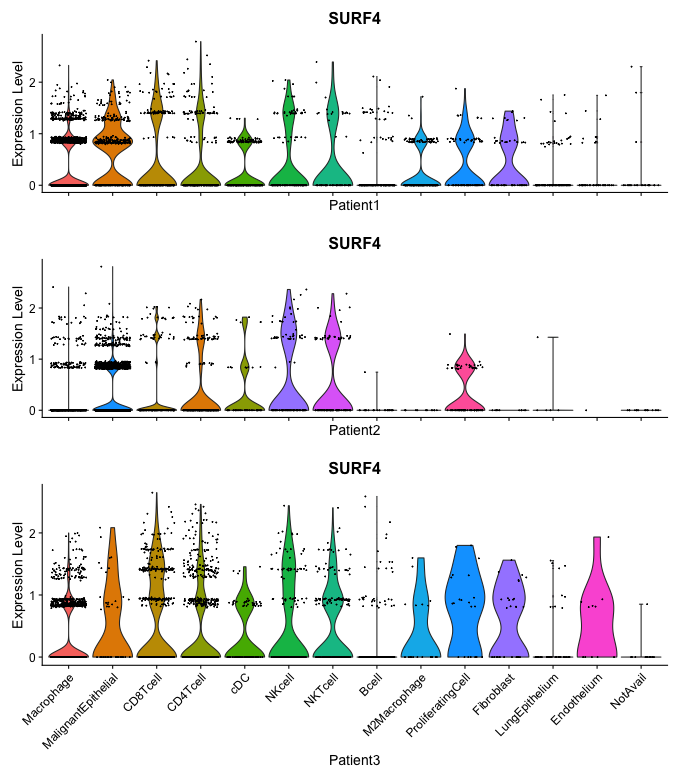 SURF4
Expression Level
2
1
0
Patient1
SURF4
Expression Level
2
1
0
Patient2
SURF4
Expression Level
2
1
0
Macrophage
MalignantEpithelial
CD8Tcell
CD4Tcell
cDC
NKcell
NKTcell
Bcell
M2Macrophage
ProliferatingCell
Fibroblast
LungEpithelium
Endothelium
NotAvail
Patient3